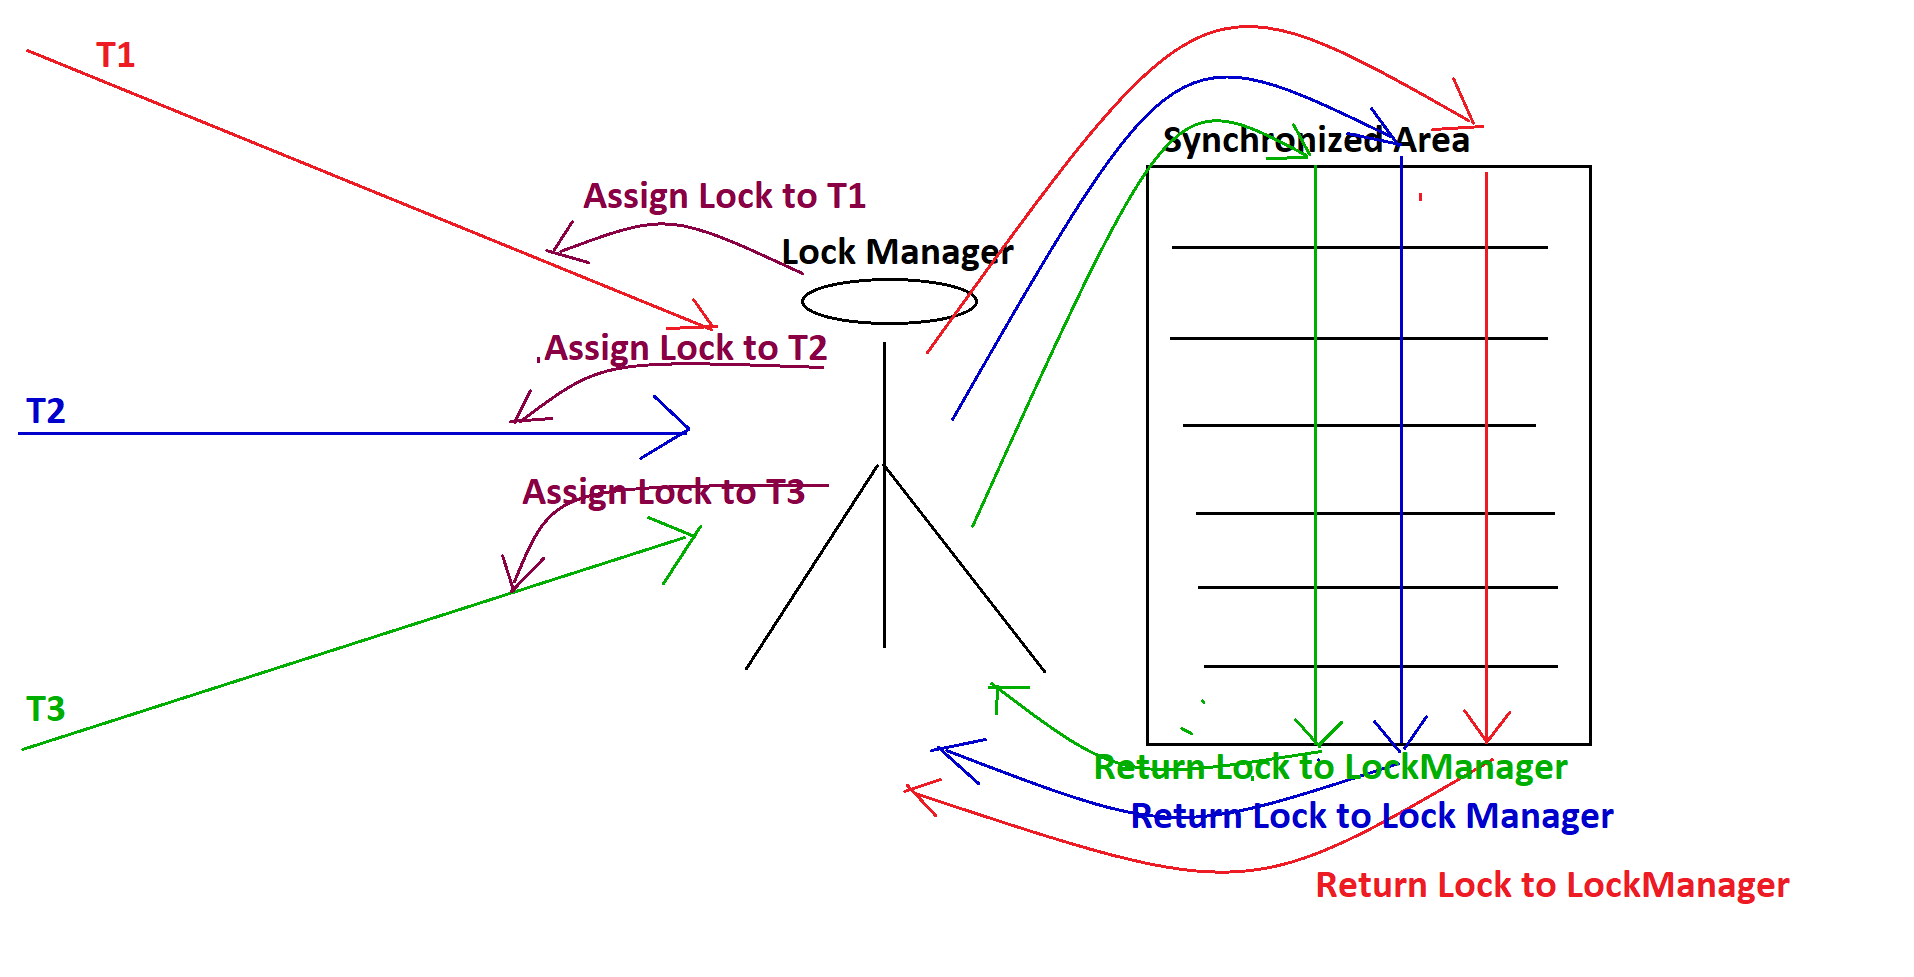 T1
Synchronized Area
Assign Lock to T1
Lock Manager
Assign Lock to T2
T2
Assign Lock to T3
T3
Return Lock to LockManager
Return Lock to Lock Manager
Return Lock to LockManager